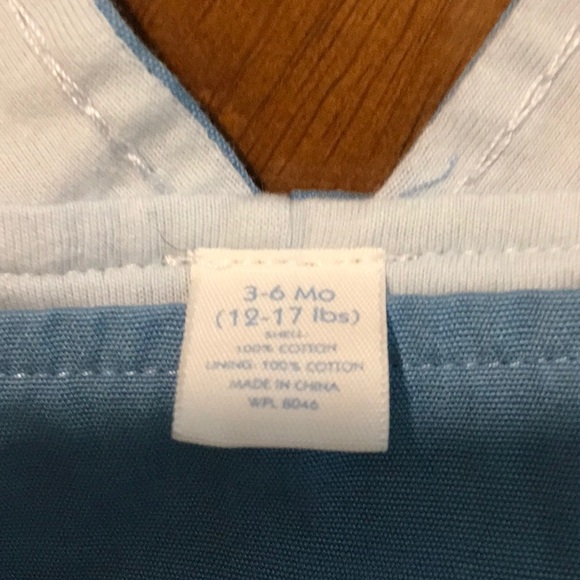 3-6 Mo
(12-17 lbs)
SHELL:
100% COTTON
LINING: 100% COTTON
MADE IN CHINA
WPL 8046